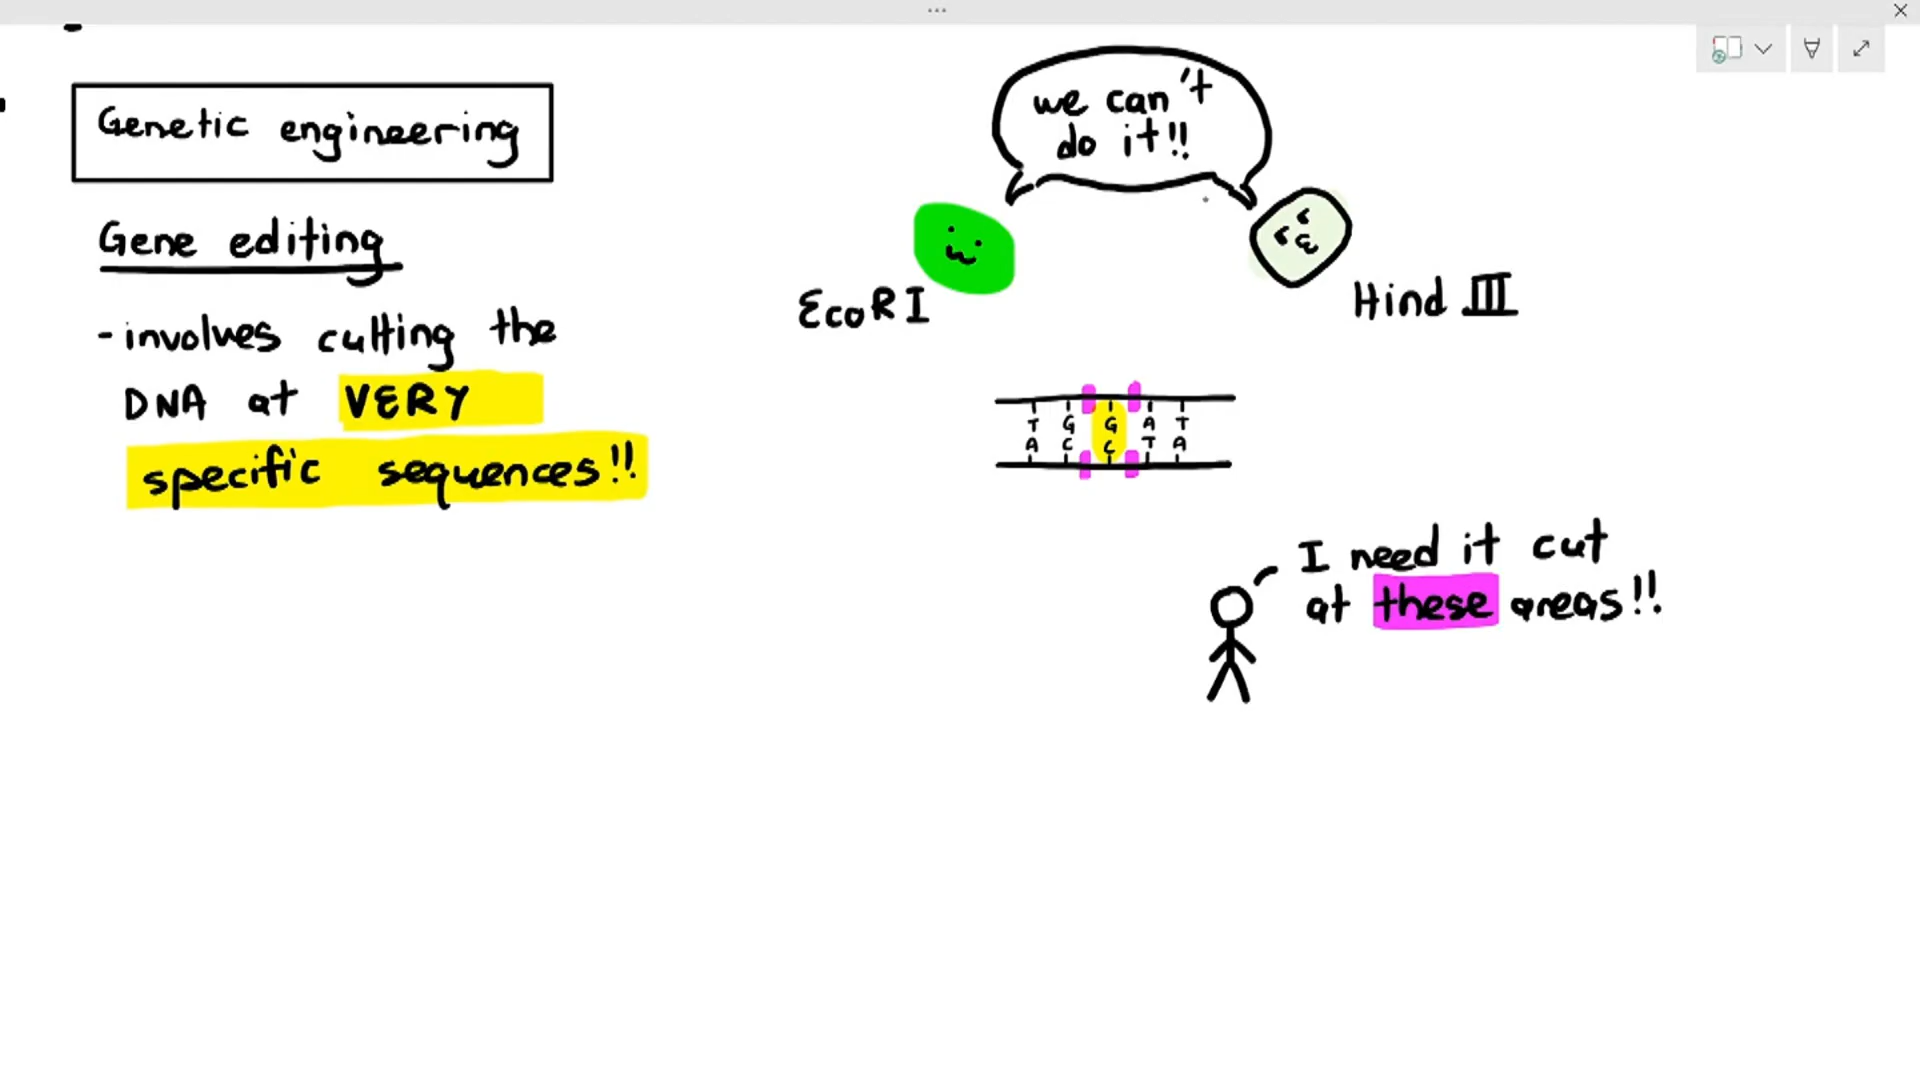 Genetic engineering
Gene editing
- involves cutting the
DNA at VERY
specific sequences!!
we can't
do it!!
EcoRI
Hind III
T G G A T
A C C T A
I need it cut
at these areas!!